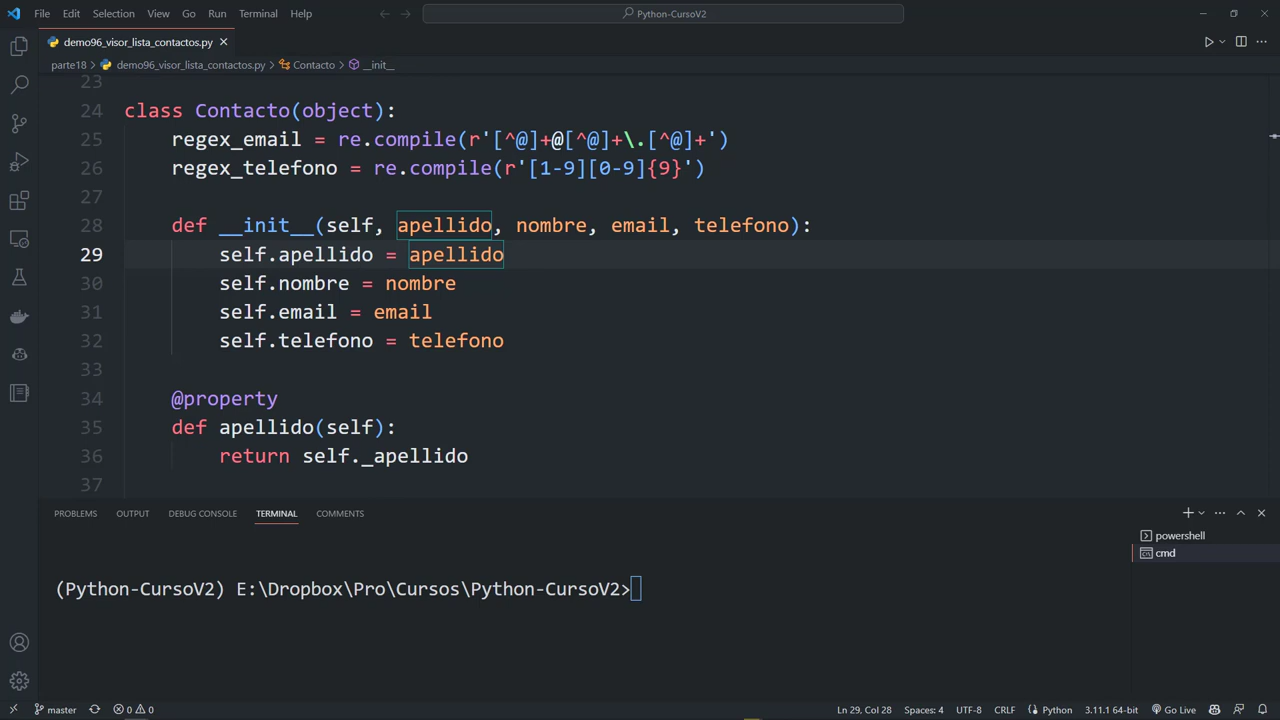 File Edit Selection View Go Run Terminal Help Python-CursoV2
demo96_visor_lista_contactos.py
part18 > demo96_visor_lista_contactos.py > Contacto > __init__
23
24 class Contacto(object):
25 regex_email = re.compile(r'[^@]+@[^@]+\.[^@]+')
26 regex_telefono = re.compile(r'[1-9][0-9]{9}')
27
28 def __init__(self, apellido, nombre, email, telefono):
29 self.apellido = apellido
30 self.nombre = nombre
31 self.email = email
32 self.telefono = telefono
33
34 @property
35 def apellido(self):
36 return self._apellido
37
PROBLEMS OUTPUT DEBUG CONSOLE TERMINAL COMMENTS
powershell
cmd
(Python-CursoV2) E:\Dropbox\Pro\Cursos\Python-CursoV2>
master 0 0 Ln 29, Col 28 Spaces: 4 UTF-8 CRLF Python 3.11.1 64-bit Go Live